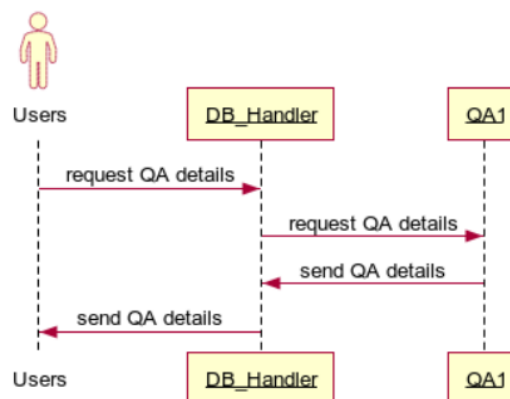 Users DB_Handler QA1
request QA details
request QA details
send QA details
send QA details
Users DB_Handler QA1